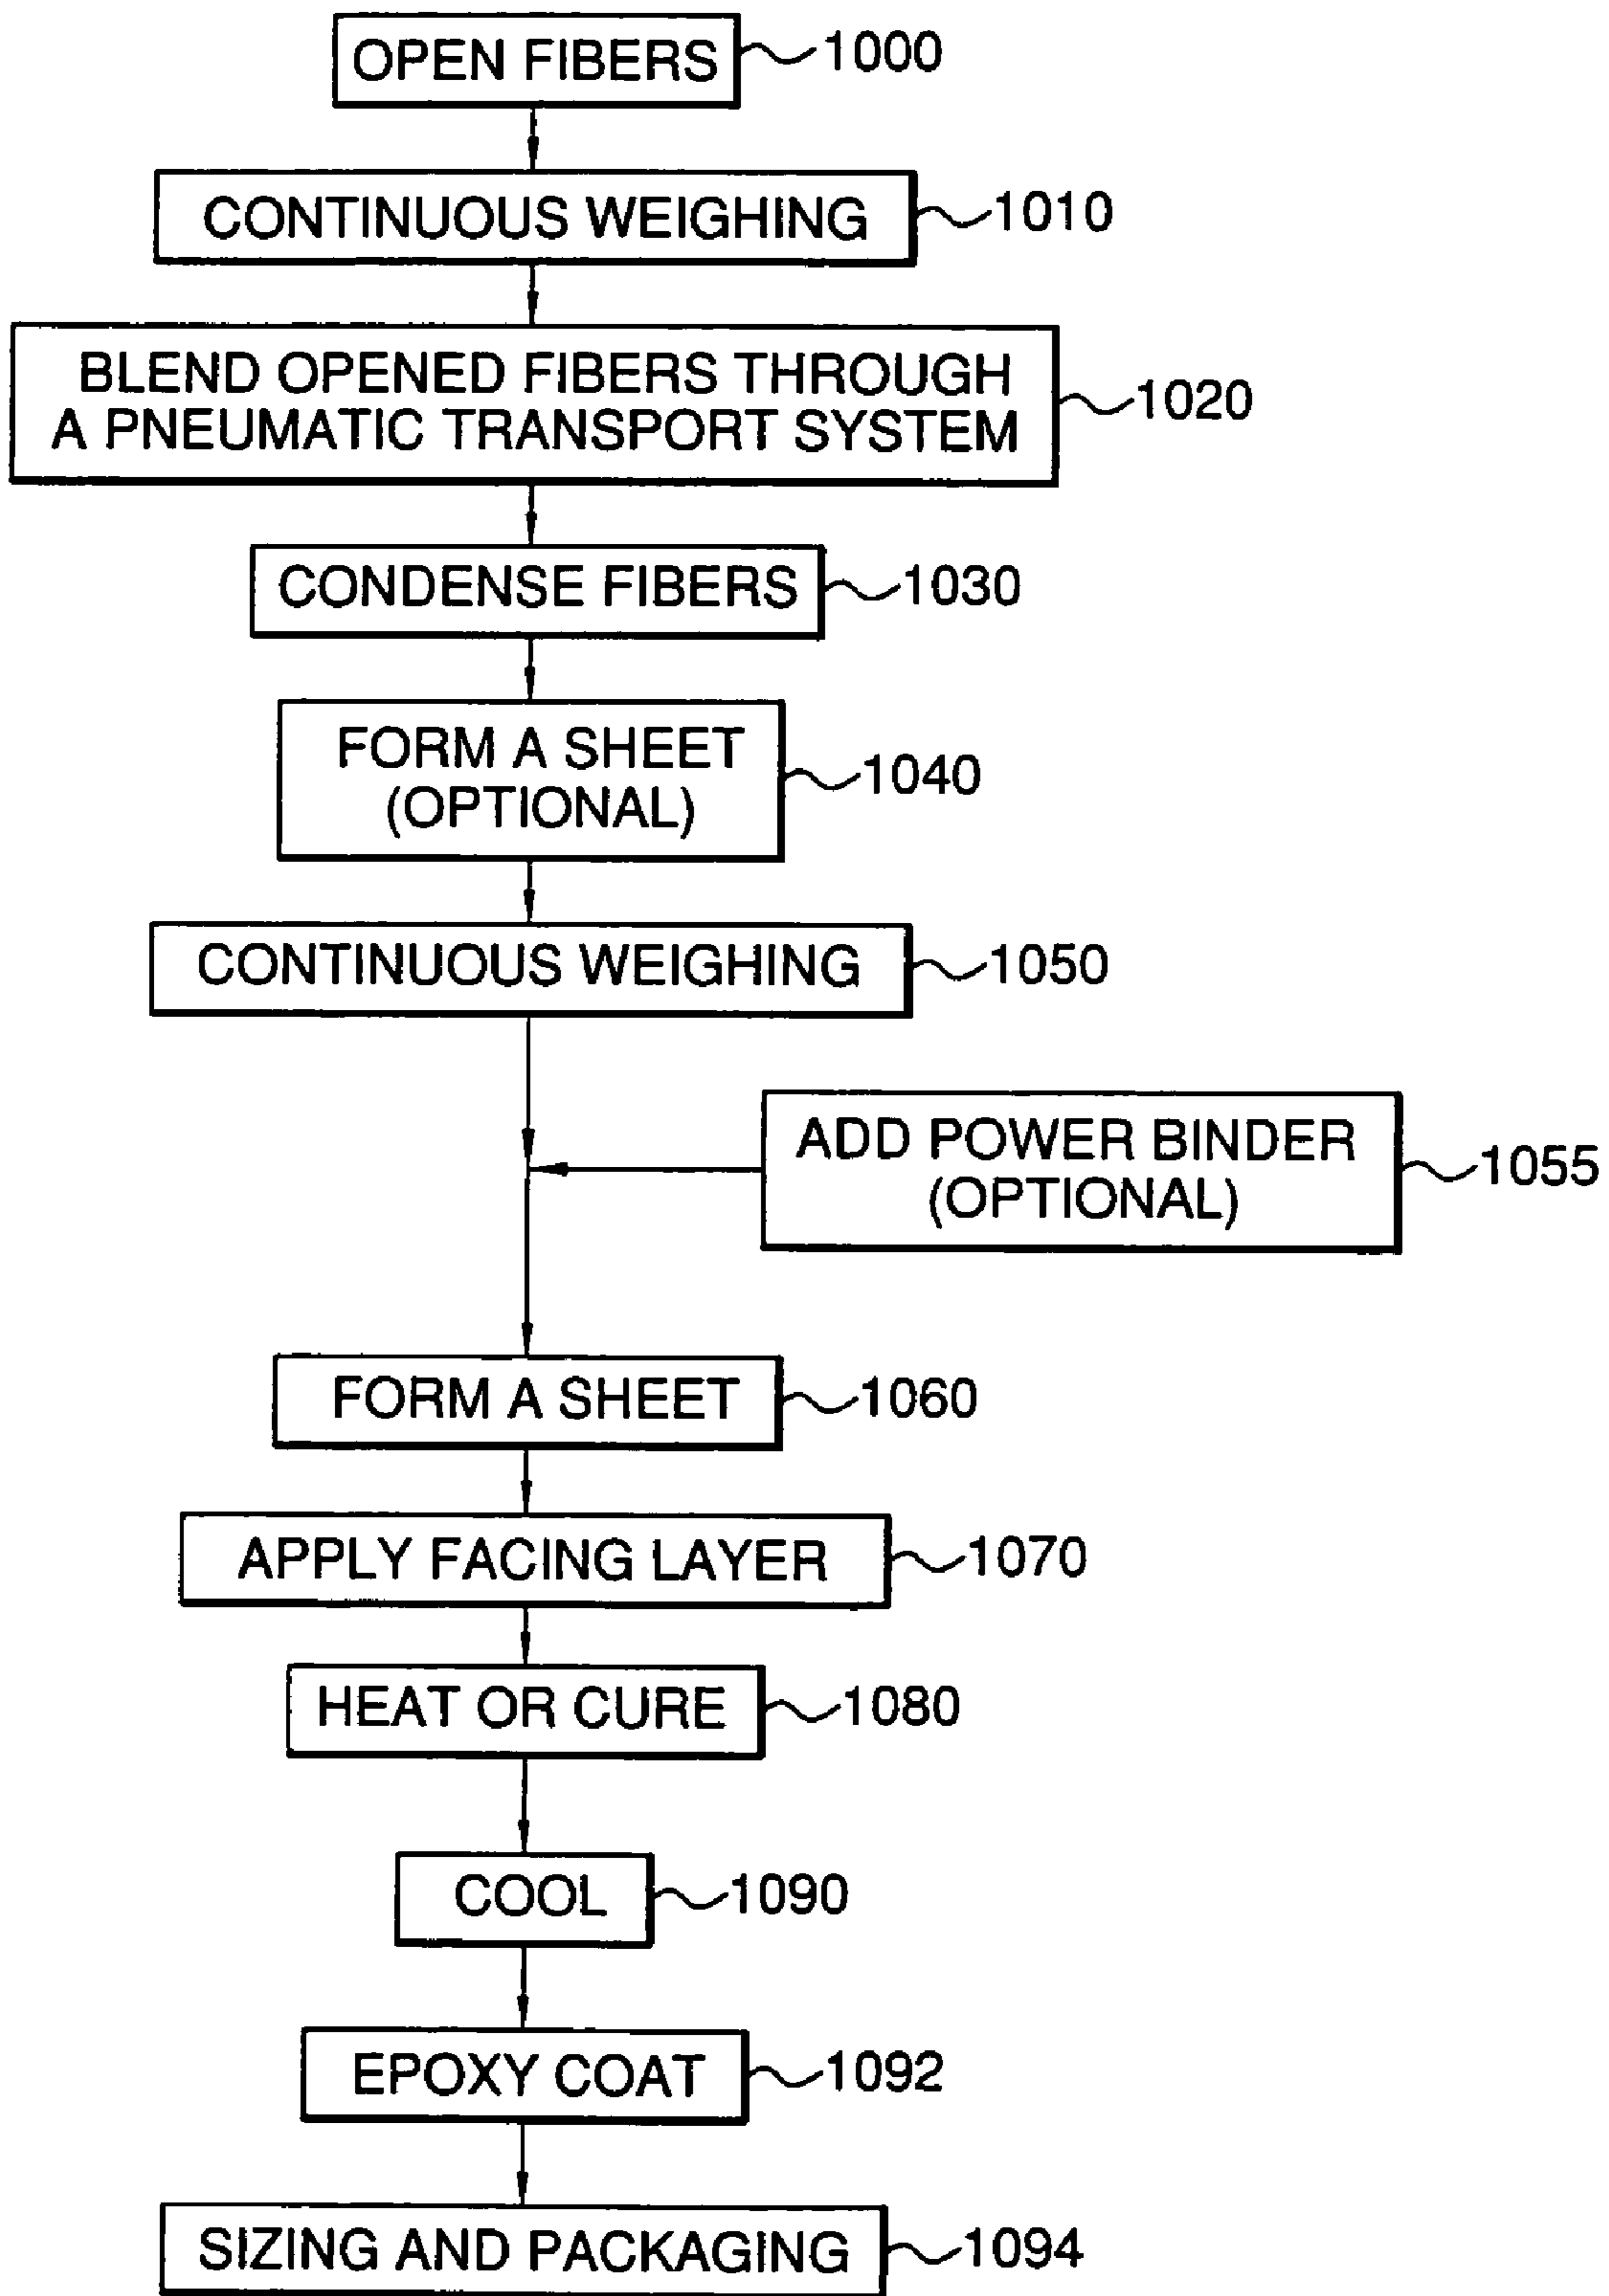 OPEN FIBERS
1000
CONTINUOUS WEIGHING
1010
BLEND OPENED FIBERS THROUGH
A PNEUMATIC TRANSPORT SYSTEM
1020
CONDENSE FIBERS
1030
FORM A SHEET
(OPTIONAL)
1040
CONTINUOUS WEIGHING
1050
ADD POWER BINDER
(OPTIONAL)
1055
FORM A SHEET
1060
APPLY FACING LAYER
1070
HEAT OR CURE
1080
COOL
1090
EPOXY COAT
1092
SIZING AND PACKAGING
1094